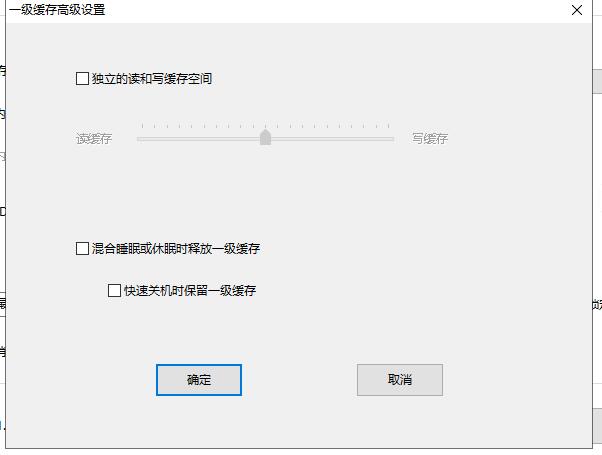 一级缓存高级设置
独立的读和写缓存空间
读缓存
写缓存
混合睡眠或休眠时释放一级缓存
快速关机时保留一级缓存
确定
取消